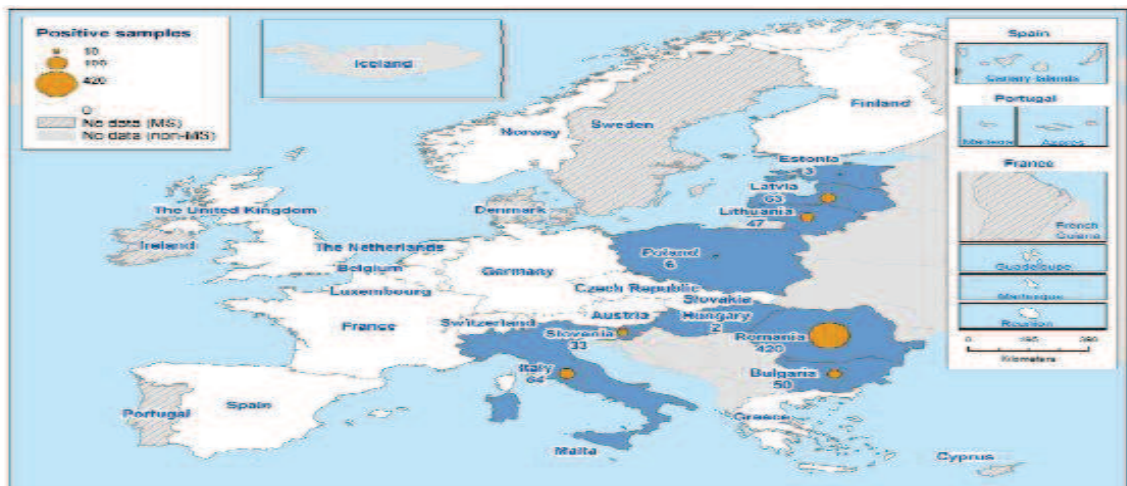 Positive samples
10
100
420
0
No data (MS)
No data (non-MS)
Iceland
Spain
Canary Islands
Portugal
Madeira
Azores
France
French
Guiana
Guadeloupe
Martinique
Reunion
0
Kilometers
Finland
Norway
Sweden
Estonia
3
Latvia
63
Lithuania
47
Denmark
The United Kingdom
Ireland
The Netherlands
Belgium
Luxembourg
Germany
Poland
6
Czech Republic
Slovakia
Austria
Hungary
2
France
Switzerland
Slovenia
33
Romania
420
Italy
64
Bulgaria
50
Portugal
Spain
Greece
Malta
Cyprus